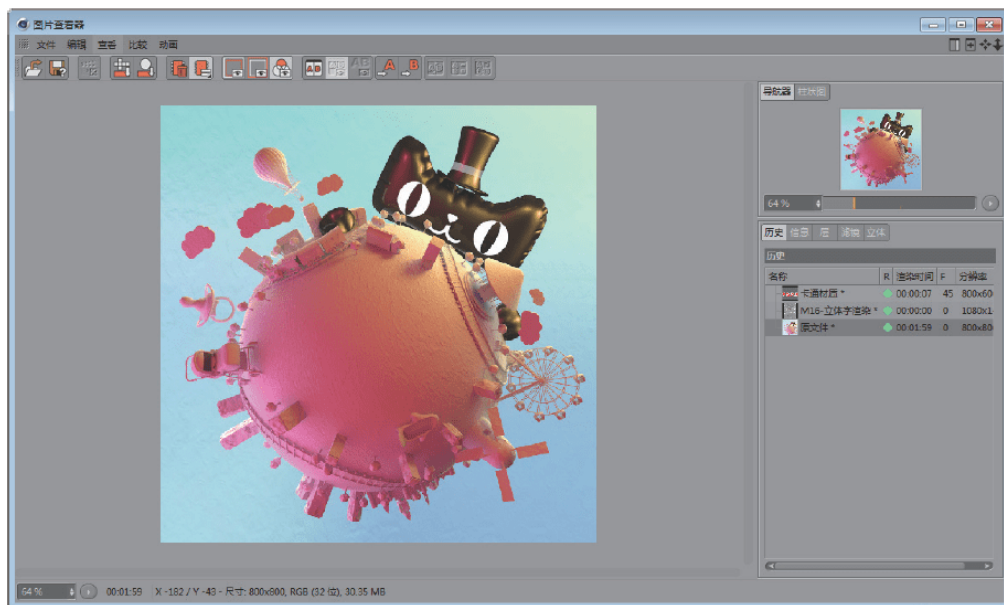 图片查看器
文件 编辑 查看 比较 动画
导航器 柱状图
64 %
历史 信息 层 滤镜 立体
历史
名称 R 渲染时间 F 分辨率
卡通材质 * 00:00:07 45 800x60
M16-立体字渲染 * 00:00:00 0 1080x1
原文件 * 00:01:59 0 800x80
64 % 00:01:59 X -182 / Y -43 - 尺寸: 800x800, RGB (32 位), 30.35 MB